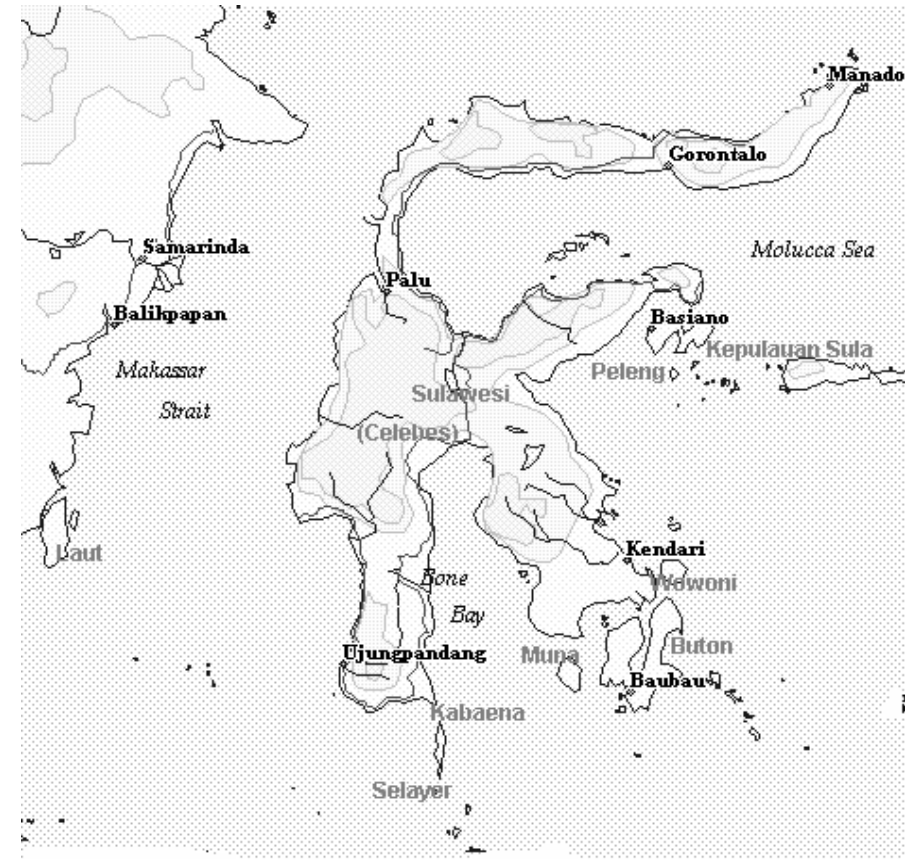 Manado
Gorontalo
Samarinda
Molucca Sea
Palu
Balikpapan
Basiano
Kepulauan Sula
Makassar
Peleng
Sulawesi
Strait
(Celebes)
Laut
Kendari
Bone
Wowoni
Bay
Ujungpandang
Muna
Buton
Baubau
Kabaena
Selayer